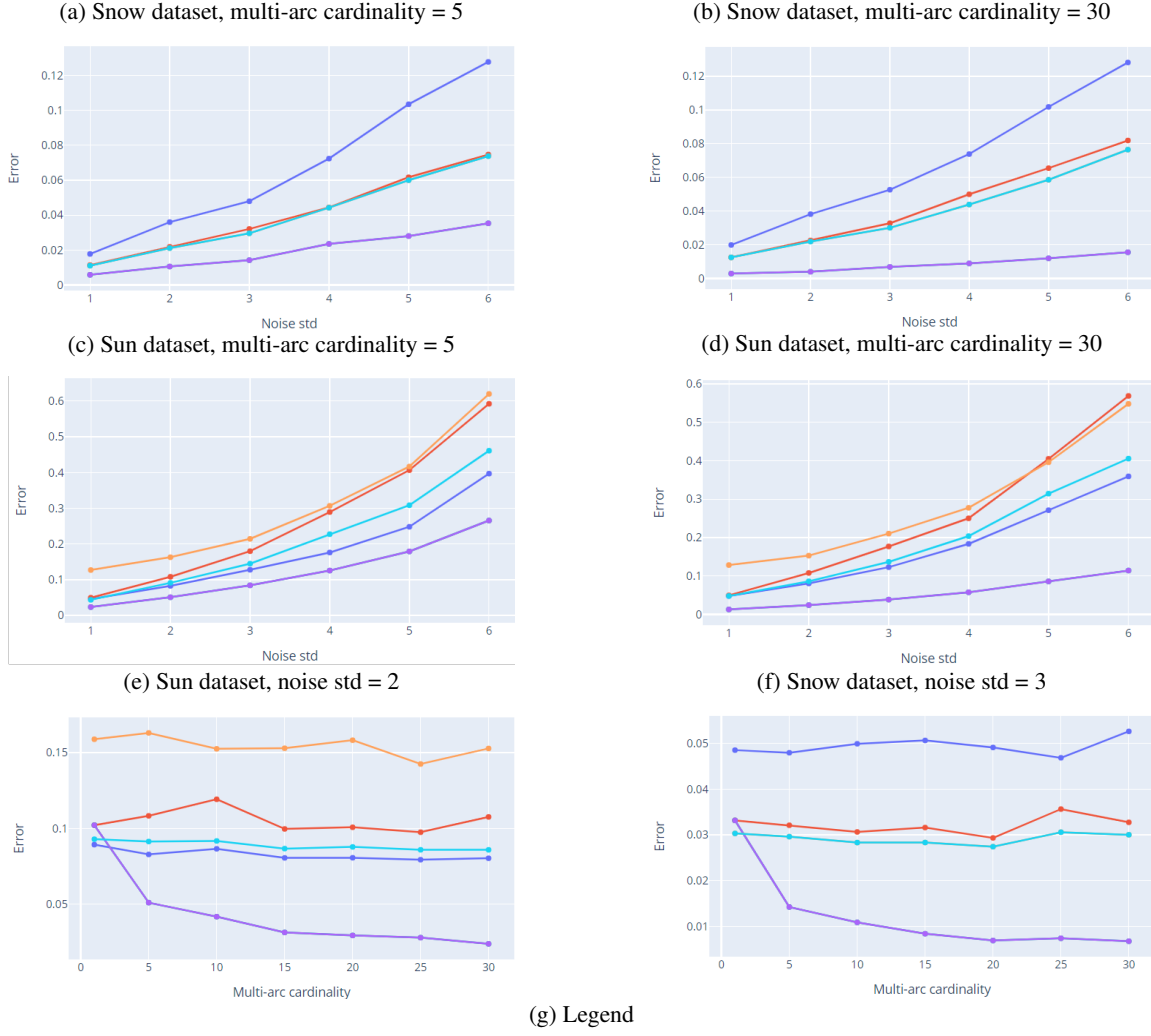 (a) Snow dataset, multi-arc cardinality = 5
0.12
0.1
0.08
0.06
0.04
0.02
0
Error
1 2 3 4 5 6
Noise std
(b) Snow dataset, multi-arc cardinality = 30
0.12
0.1
0.08
0.06
0.04
0.02
0
Error
1 2 3 4 5 6
Noise std
(c) Sun dataset, multi-arc cardinality = 5
0.6
0.5
0.4
0.3
0.2
0.1
0
Error
1 2 3 4 5 6
Noise std
(d) Sun dataset, multi-arc cardinality = 30
0.6
0.5
0.4
0.3
0.2
0.1
0
Error
1 2 3 4 5 6
Noise std
(e) Sun dataset, noise std = 2
0.15
0.1
0.05
Error
0 5 10 15 20 25 30
Multi-arc cardinality
(f) Snow dataset, noise std = 3
0.05
0.04
0.03
0.02
0.01
Error
0 5 10 15 20 25 30
Multi-arc cardinality
(g) Legend